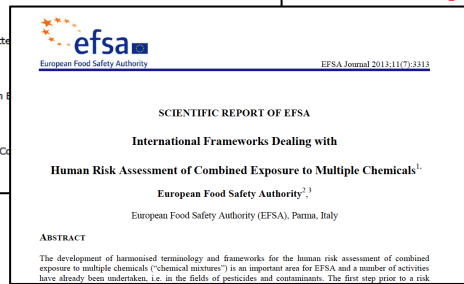 efsa
European Food Safety Authority
EFSA Journal 2013;11(7):3313
SCIENTIFIC REPORT OF EFSA
International Frameworks Dealing with
Human Risk Assessment of Combined Exposure to Multiple Chemicals1,
European Food Safety Authority2,3
European Food Safety Authority (EFSA), Parma, Italy
ABSTRACT
The development of harmonised terminology and frameworks for the human risk assessment of combined
exposure to multiple chemicals (“chemical mixtures”) is an important area for EFSA and a number of activities
have already been undertaken, i.e. in the fields of pesticides and contaminants. The first step prior to a risk